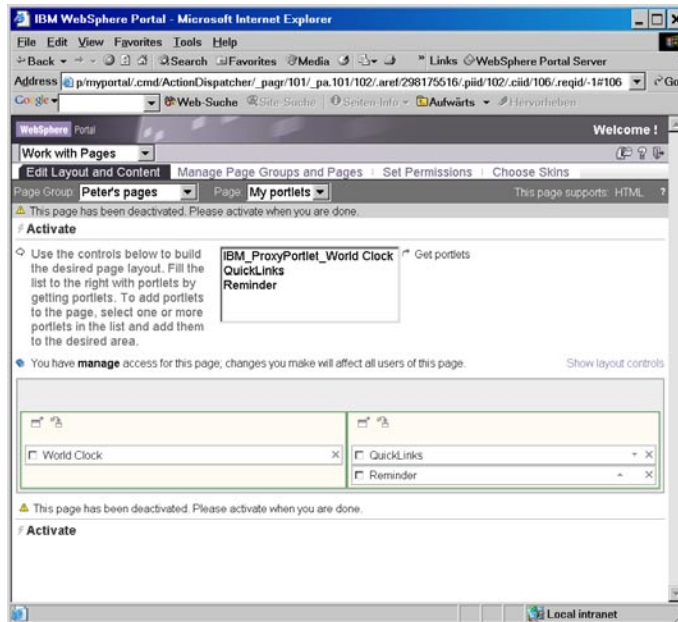 IBM WebSphere Portal - Microsoft Internet Explorer
File Edit View Favorites Tools Help
Back Search Favorites Media » Links WebSphere Portal Server
Address p/myportal/.cmd/ActionDispatcher/_pagr/101/_pa.101/102/.aref/298175516/.piid/102/.ciid/106/.reqid/-1#106 Go
Google Web-Suche Site-Suche Seiten-Info Aufwärts Hervorheben
WebSphere Portal Welcome !
Work with Pages
Edit Layout and Content Manage Page Groups and Pages Set Permissions Choose Skins
Page Group: Peter's pages Page: My portlets This page supports: HTML ?
This page has been deactivated. Please activate when you are done.
Activate
Use the controls below to build
the desired page layout. Fill the
list to the right with portlets by
getting portlets. To add portlets
to the page, select one or more
portlets in the list and add them
to the desired area.
IBM_ProxyPortlet_World Clock
QuickLinks
Reminder
Get portlets
You have manage access for this page; changes you make will affect all users of this page. Show layout controls
World Clock
QuickLinks
Reminder
This page has been deactivated. Please activate when you are done.
Activate
Local intranet